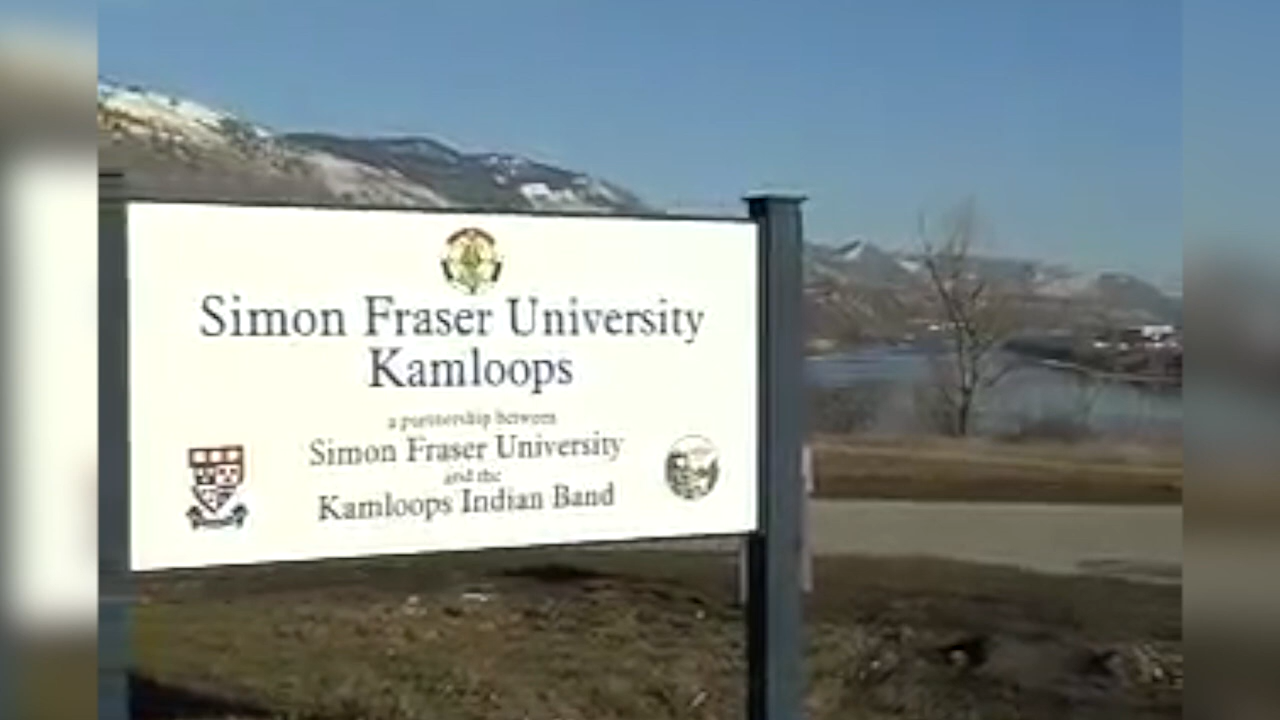 Simon Fraser University
Kamloops
a partnership between
Simon Fraser University
and the
Kamloops Indian Band